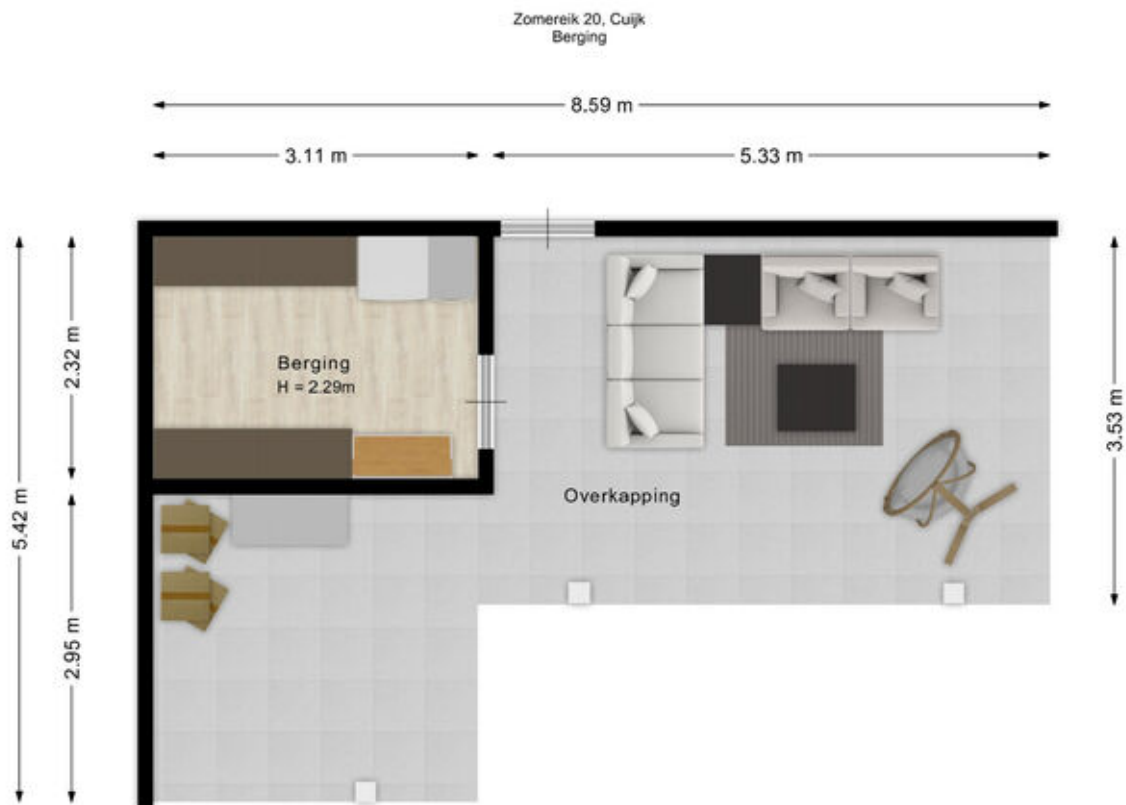 Zomereik 20, Cuijk
Berging
8.59 m
3.11 m
5.33 m
5.42 m
2.32 m
2.95 m
3.53 m
Berging
H = 2.29m
Overkapping